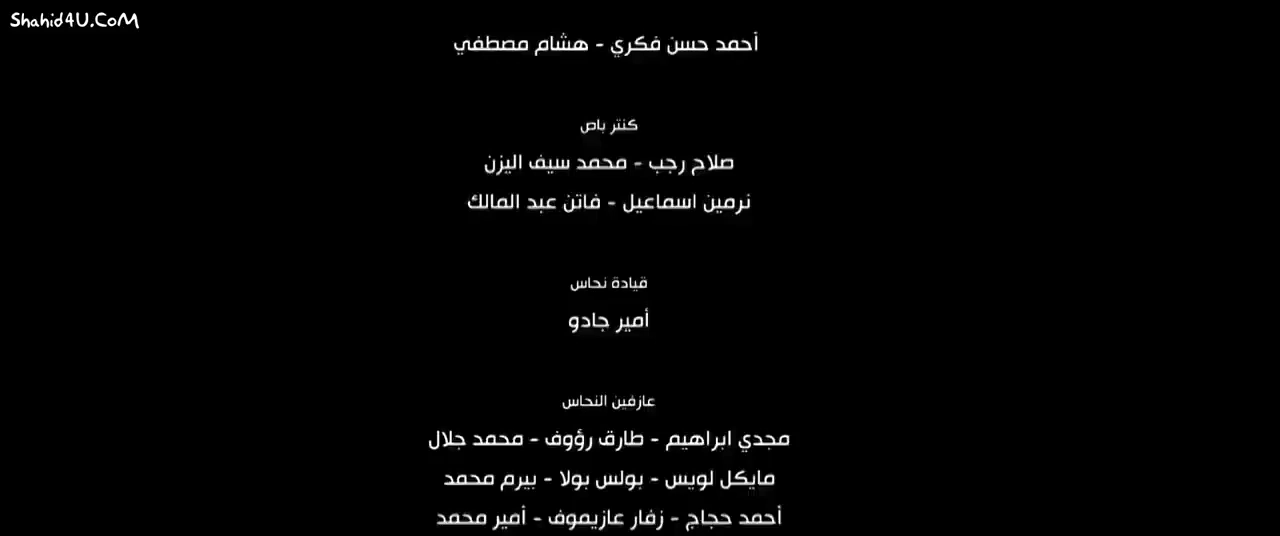 Shahid4U.CoM
أحمد حسن فكري - هشام مصطفي
كنتر باص
صلاح رجب - محمد سيف اليزن
نرمين اسماعيل - فاتن عبد المالك
قيادة نحاس
أمير جادو
عازفين النحاس
مجدي ابراهيم - طارق رؤوف - محمد جلال
مايكل لويس - بولس بولا - بيرم محمد
أحمد حجاج - زفار عازيموف - أمير محمد